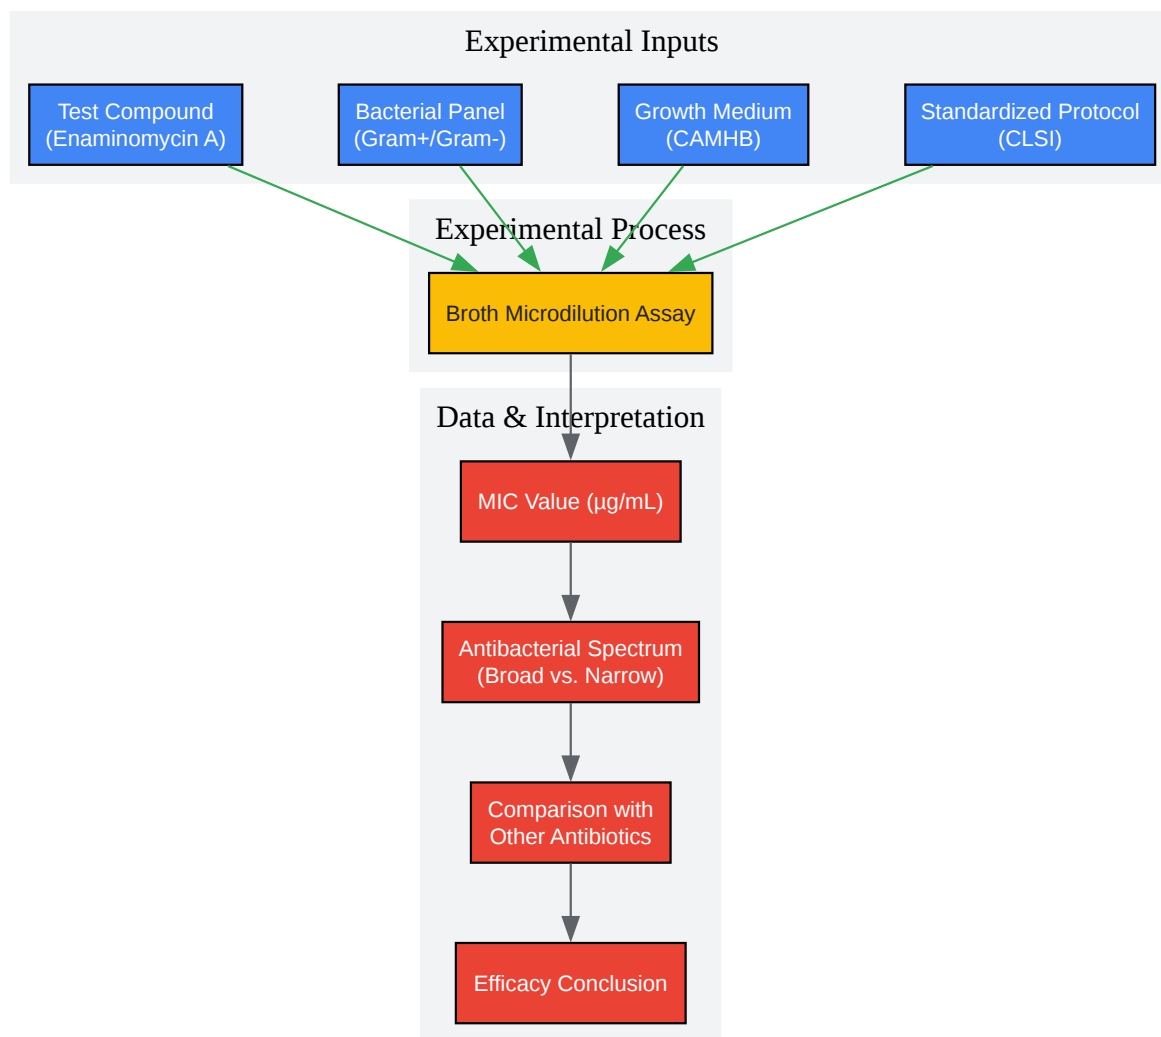 Experimental Inputs
Test Compound
(Enaminomycin A)
Bacterial Panel
(Gram+/Gram-)
Growth Medium
(CAMHB)
Standardized Protocol
(CLSI)
Experimental Process
Broth Microdilution Assay
Data & Interpretation
MIC Value (µg/mL)
Antibacterial Spectrum
(Broad vs. Narrow)
Comparison with
Other Antibiotics
Efficacy Conclusion